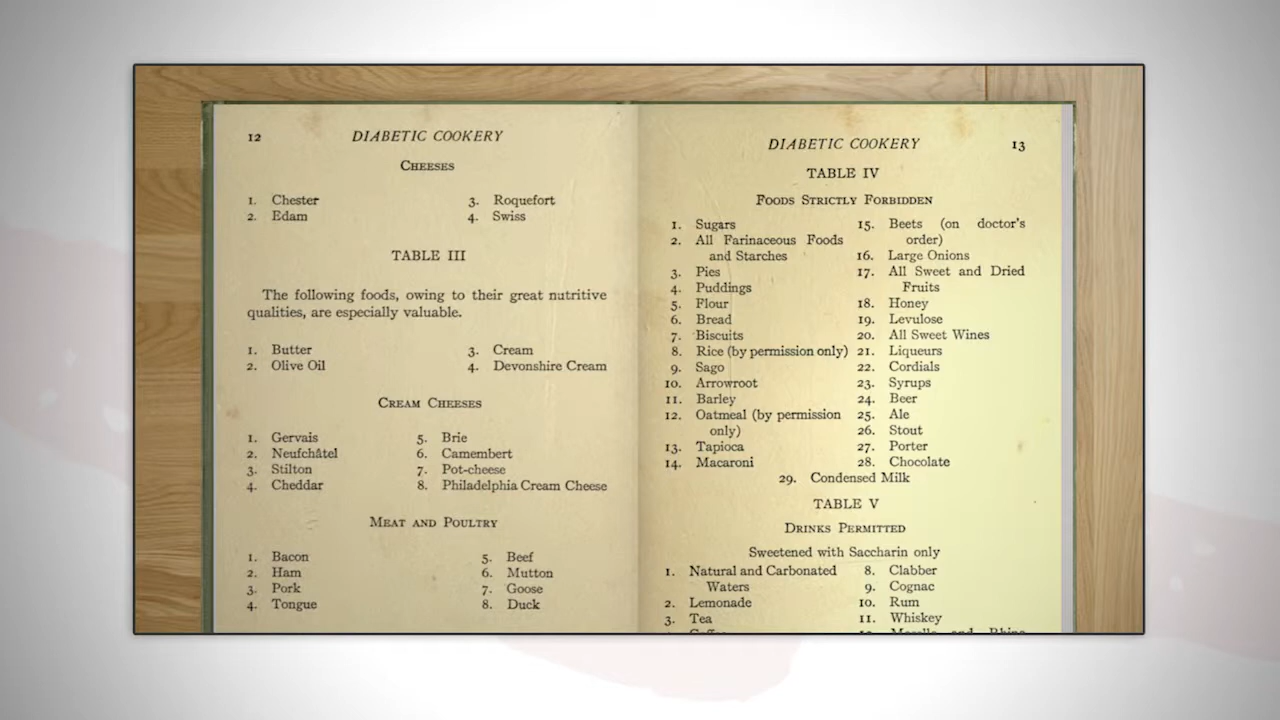 12 DIABETIC COOKERY
CHEESES
1. Chester
2. Edam
3. Roquefort
4. Swiss
TABLE III
The following foods, owing to their great nutritive
qualities, are especially valuable.
1. Butter
2. Olive Oil
3. Cream
4. Devonshire Cream
CREAM CHEESES
1. Gervais
2. Neufchâtel
3. Stilton
4. Cheddar
5. Brie
6. Camembert
7. Pot-cheese
8. Philadelphia Cream Cheese
MEAT AND POULTRY
1. Bacon
2. Ham
3. Pork
4. Tongue
5. Beef
6. Mutton
7. Goose
8. Duck
DIABETIC COOKERY 13
TABLE IV
FOODS STRICTLY FORBIDDEN
1. Sugars
2. All Farinaceous Foods
and Starches
3. Pies
4. Puddings
5. Flour
6. Bread
7. Biscuits
8. Rice (by permission only)
9. Sago
10. Arrowroot
11. Barley
12. Oatmeal (by permission
only)
13. Tapioca
14. Macaroni
15. Beets (on doctor's
order)
16. Large Onions
17. All Sweet and Dried
Fruits
18. Honey
19. Levulose
20. All Sweet Wines
21. Liqueurs
22. Cordials
23. Syrups
24. Beer
25. Ale
26. Stout
27. Porter
28. Chocolate
29. Condensed Milk
TABLE V
DRINKS PERMITTED
Sweetened with Saccharin only
1. Natural and Carbonated
Waters
2. Lemonade
3. Tea
8. Clabber
9. Cognac
10. Rum
11. Whiskey